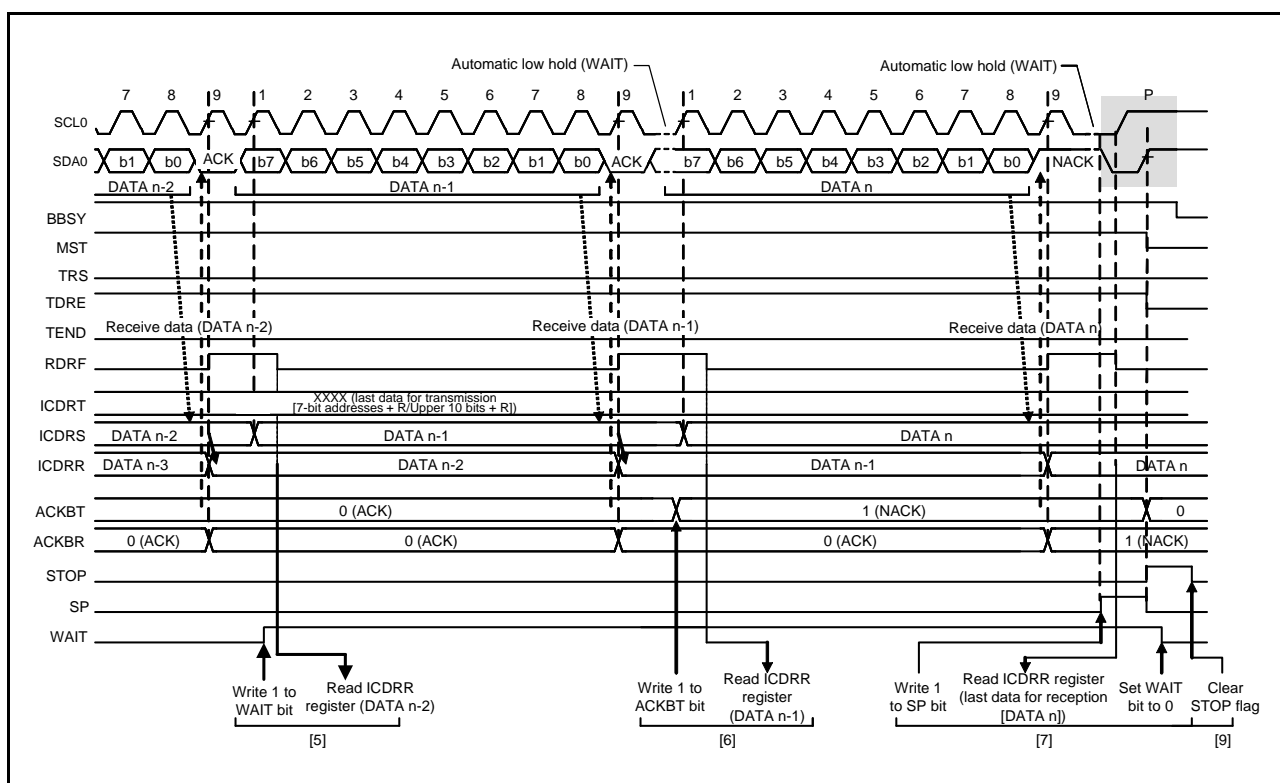 Automatic low hold (WAIT)
Automatic low hold (WAIT)
7 8 9 1 2 3 4 5 6 7 8 9 1 2 3 4 5 6 7 8 9 P
SCL0
SDA0 b1 b0 ACK b7 b6 b5 b4 b3 b2 b1 b0 ACK b7 b6 b5 b4 b3 b2 b1 b0 NACK
DATA n-2 DATA n-1 DATA n
BBSY
MST
TRS
TDRE
TEND
Receive data (DATA n-2) Receive data (DATA n-1) Receive data (DATA n)
RDRF
XXXX (last data for transmission
ICDRT
[7-bit addresses + R/Upper 10 bits + R])
ICDRS DATA n-2 DATA n-1 DATA n
ICDRR DATA n-3 DATA n-2 DATA n-1 DATA n
ACKBT 0 (ACK) 1 (NACK) 0
ACKBR 0 (ACK) 0 (ACK) 0 (ACK) 1 (NACK)
STOP
SP
WAIT
Write 1 to
WAIT bit
Read ICDRR
register (DATA n-2)
[5]
Write 1 to
ACKBT bit
Read ICDRR
register
(DATA n-1)
[6]
Write 1
to SP bit
Read ICDRR register
(last data for reception
[DATA n])
Set WAIT
bit to 0
[7]
Clear
STOP flag
[9]